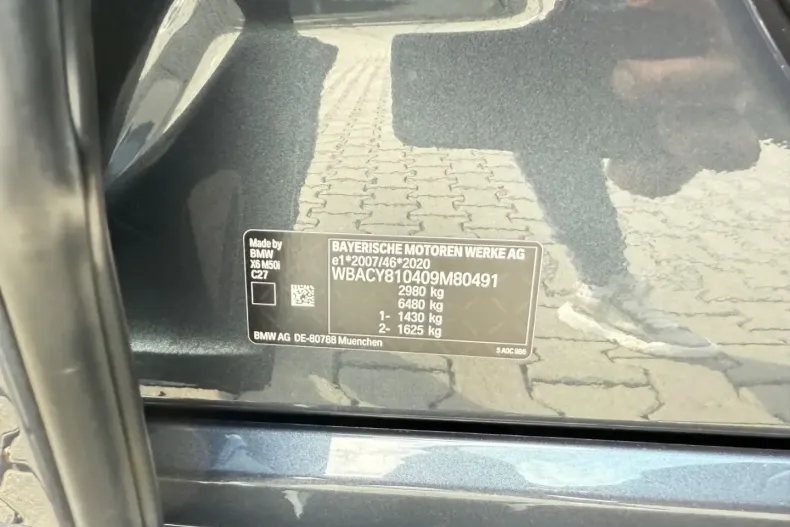 Made by
BMW
X6 M50i
C27
BAYERISCHE MOTOREN WERKE AG
e1*2007/46*2020
WBACY810409M80491
2980 kg
6480 kg
1- 1430 kg
2- 1625 kg
BMW AG DE-80788 Muenchen